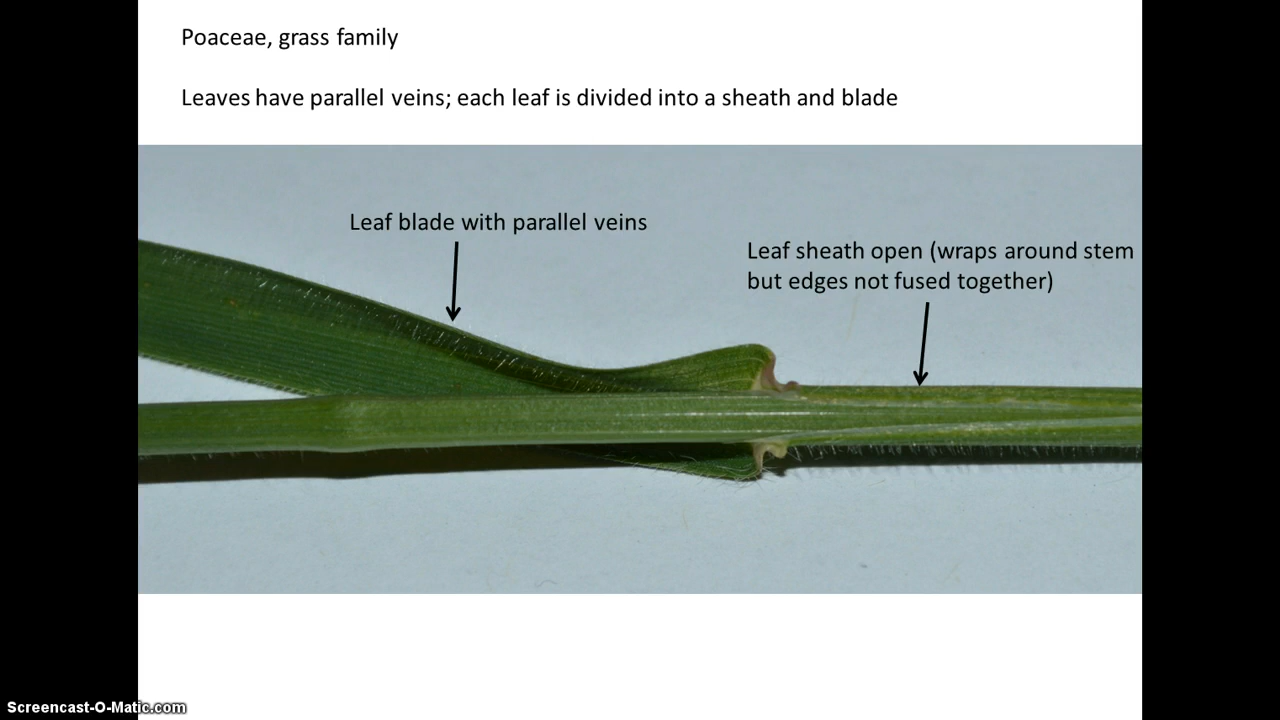 Poaceae, grass family
Leaves have parallel veins; each leaf is divided into a sheath and blade
Leaf blade with parallel veins
Leaf sheath open (wraps around stem
but edges not fused together)
Screencast-O-Matic.com